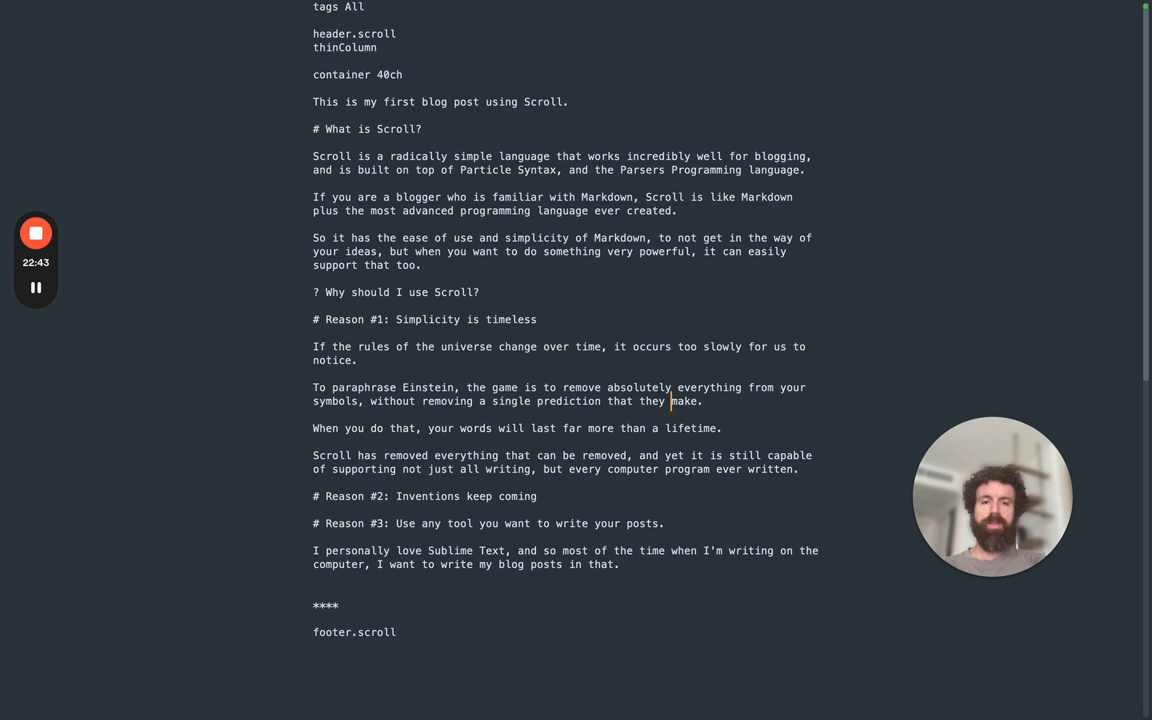 tags All
header.scroll
thinColumn
container 40ch
This is my first blog post using Scroll.
# What is Scroll?
Scroll is a radically simple language that works incredibly well for blogging,
and is built on top of Particle Syntax, and the Parsers Programming language.
If you are a blogger who is familiar with Markdown, Scroll is like Markdown
plus the most advanced programming language ever created.
So it has the ease of use and simplicity of Markdown, to not get in the way of
your ideas, but when you want to do something very powerful, it can easily
support that too.
? Why should I use Scroll?
# Reason #1: Simplicity is timeless
If the rules of the universe change over time, it occurs too slowly for us to
notice.
To paraphrase Einstein, the game is to remove absolutely everything from your
symbols, without removing a single prediction that they make.
When you do that, your words will last far more than a lifetime.
Scroll has removed everything that can be removed, and yet it is still capable
of supporting not just all writing, but every computer program ever written.
# Reason #2: Inventions keep coming
# Reason #3: Use any tool you want to write your posts.
I personally love Sublime Text, and so most of the time when I'm writing on the
computer, I want to write my blog posts in that.
****
footer.scroll
22:43